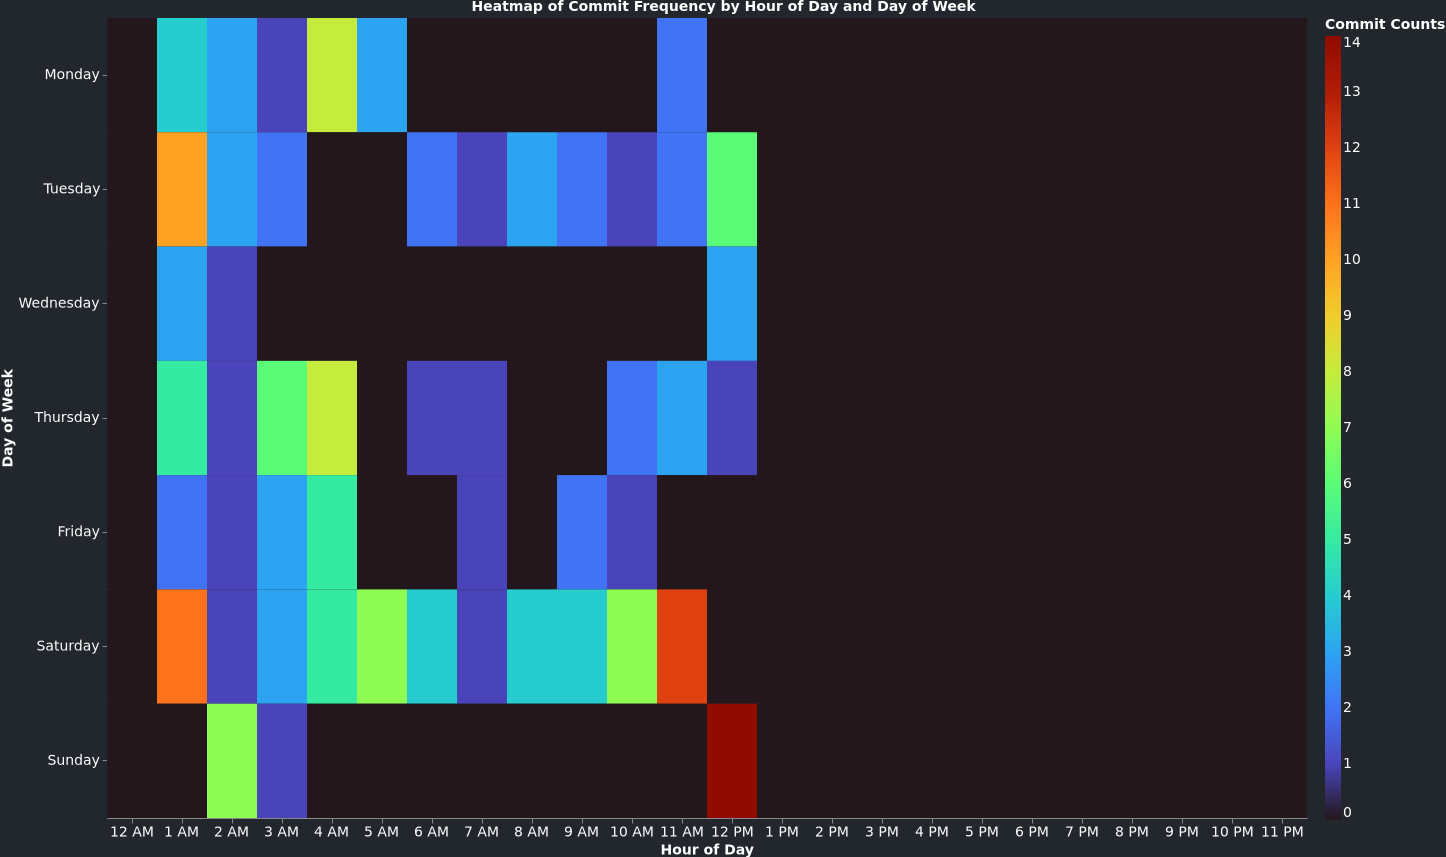 Heatmap of Commit Frequency by Hour of Day and Day of Week
Commit Counts
14
13
12
11
10
9
8
7
6
5
4
3
2
1
0
Day of Week
Monday
Tuesday
Wednesday
Thursday
Friday
Saturday
Sunday
12 AM 1 AM 2 AM 3 AM 4 AM 5 AM 6 AM 7 AM 8 AM 9 AM 10 AM 11 AM 12 PM 1 PM 2 PM 3 PM 4 PM 5 PM 6 PM 7 PM 8 PM 9 PM 10 PM 11 PM
Hour of Day